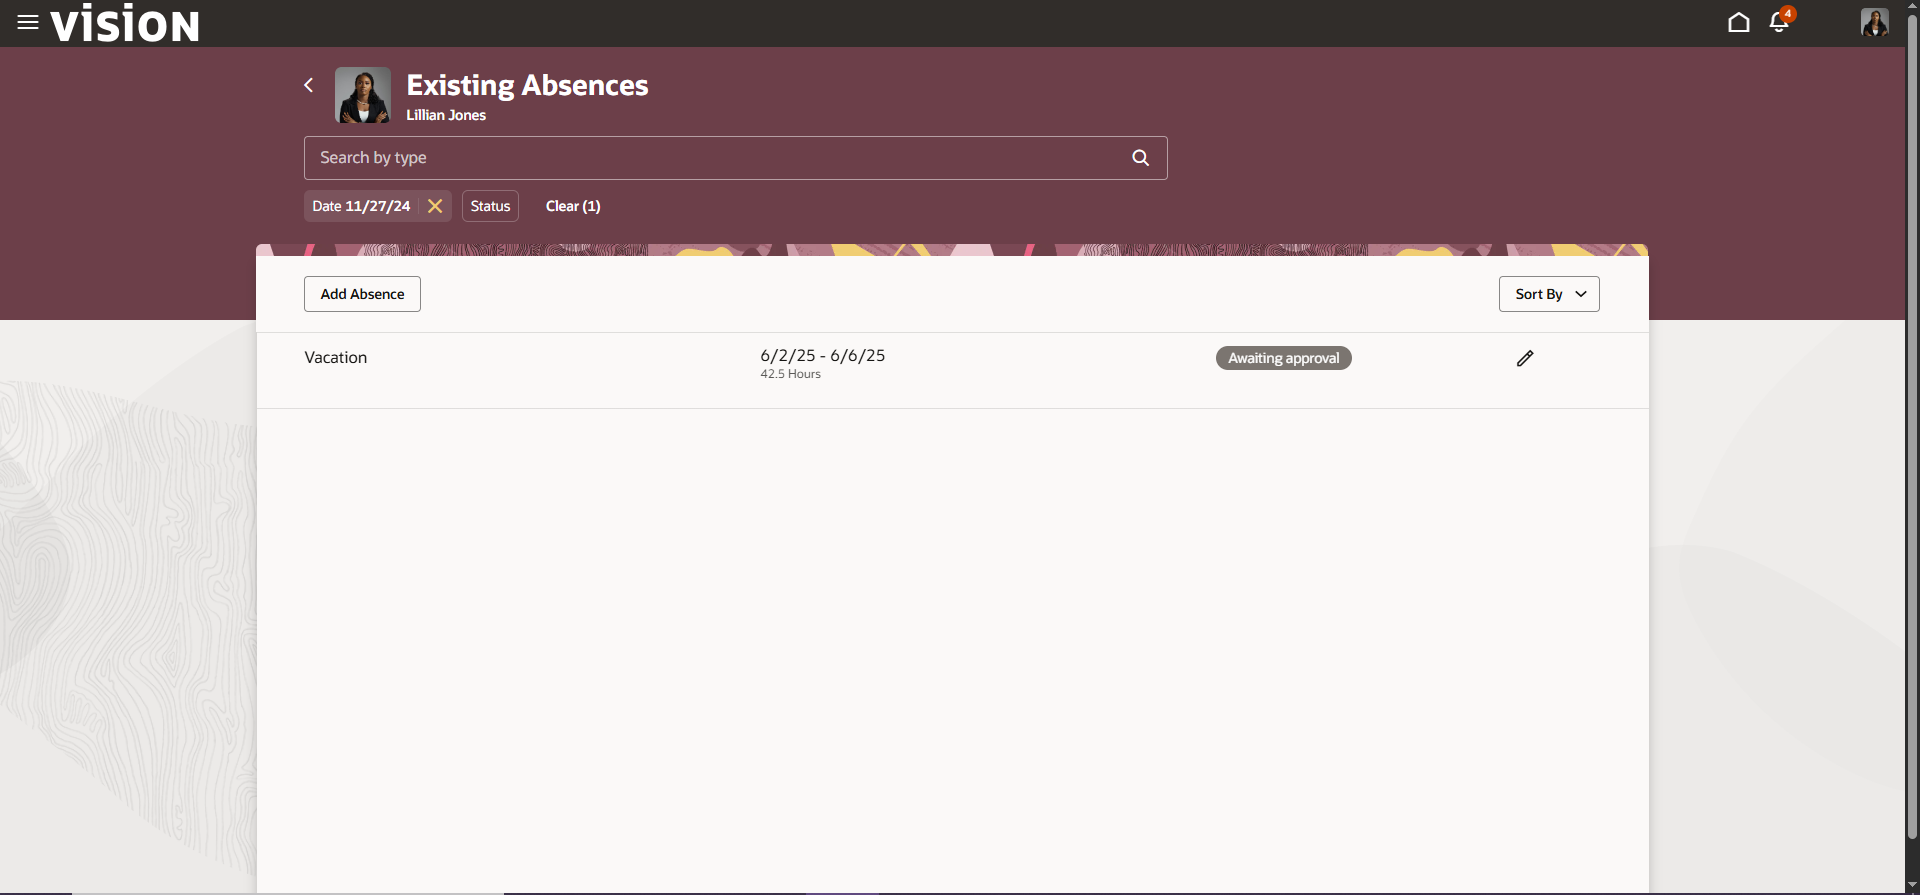 vision
4
Existing Absences
Lillian Jones
Search by type
Date 11/27/24
Status
Clear (1)
Add Absence
Sort By
Vacation
6/2/25 - 6/6/25
42.5 Hours
Awaiting approval